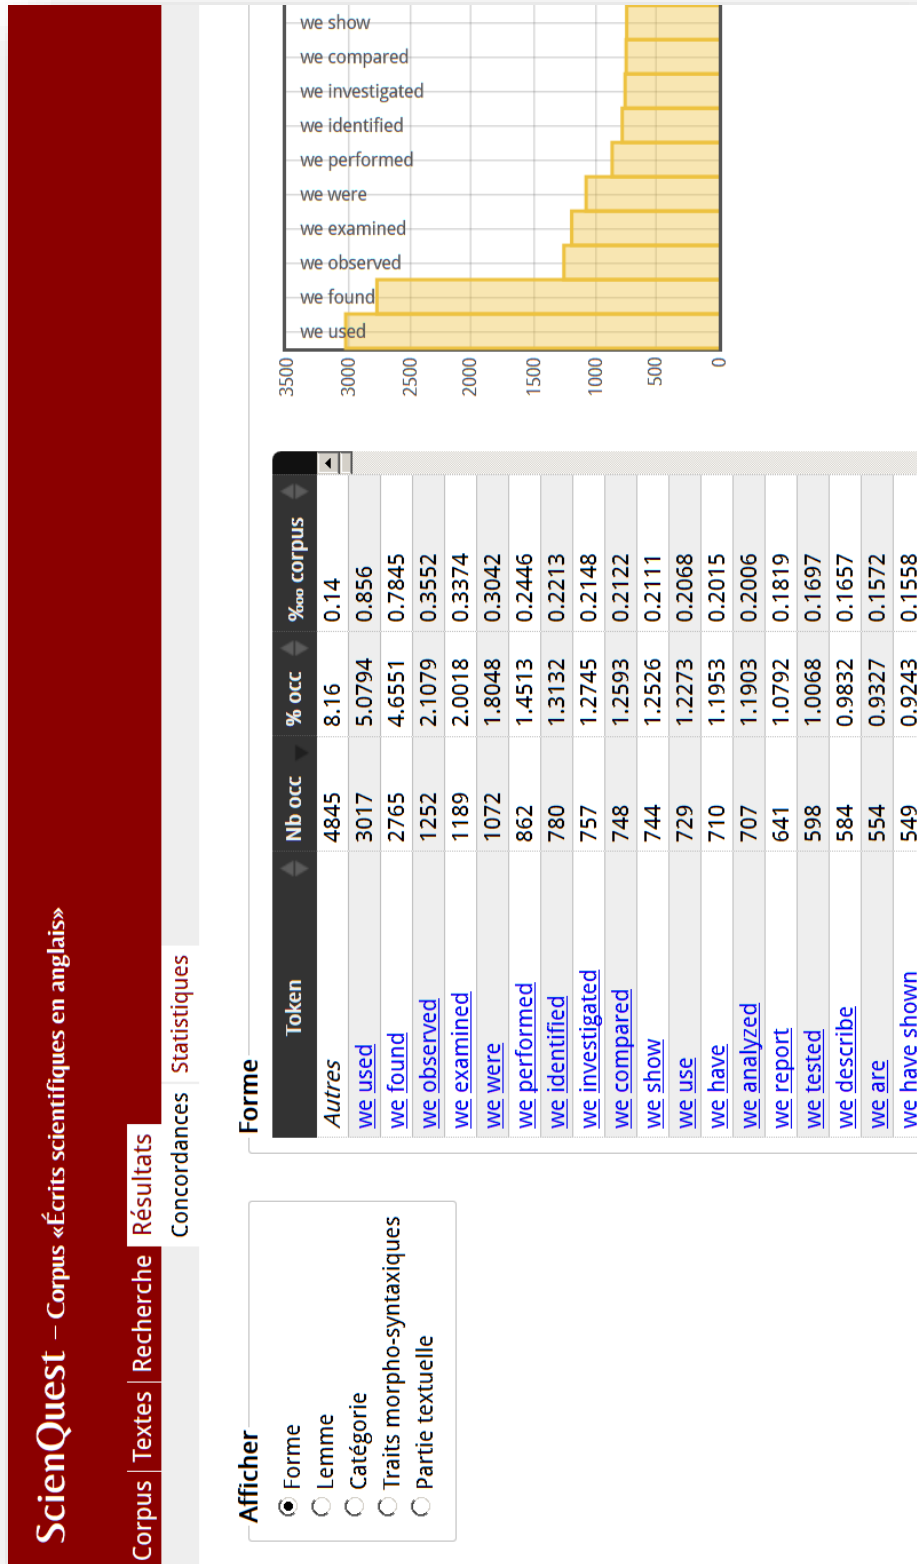 ScienQuest – Corpus «Écrits scientifiques en anglais»
Corpus Textes Recherche Résultats
Concordances Statistiques
Afficher
Forme
Lemme
Catégorie
Traits morpho-syntaxiques
Partie textuelle
Forme
Token Nb occ % occ ‱ corpus
Autres 4845 8.16 0.14
we used 3017 5.0794 0.856
we found 2765 4.6551 0.7845
we observed 1252 2.1079 0.3552
we examined 1189 2.0018 0.3374
we were 1072 1.8048 0.3042
we performed 862 1.4513 0.2446
we identified 780 1.3132 0.2213
we investigated 757 1.2745 0.2148
we compared 748 1.2593 0.2122
we show 744 1.2526 0.2111
we use 729 1.2273 0.2068
we have 710 1.1953 0.2015
we analyzed 707 1.1903 0.2006
we report 641 1.0792 0.1819
we tested 598 1.0068 0.1697
we describe 584 0.9832 0.1657
we are 554 0.9327 0.1572
we have shown 549 0.9243 0.1558
3500
3000
2500
2000
1500
1000
500
0
we used
we found
we observed
we examined
we were
we performed
we identified
we investigated
we compared
we show